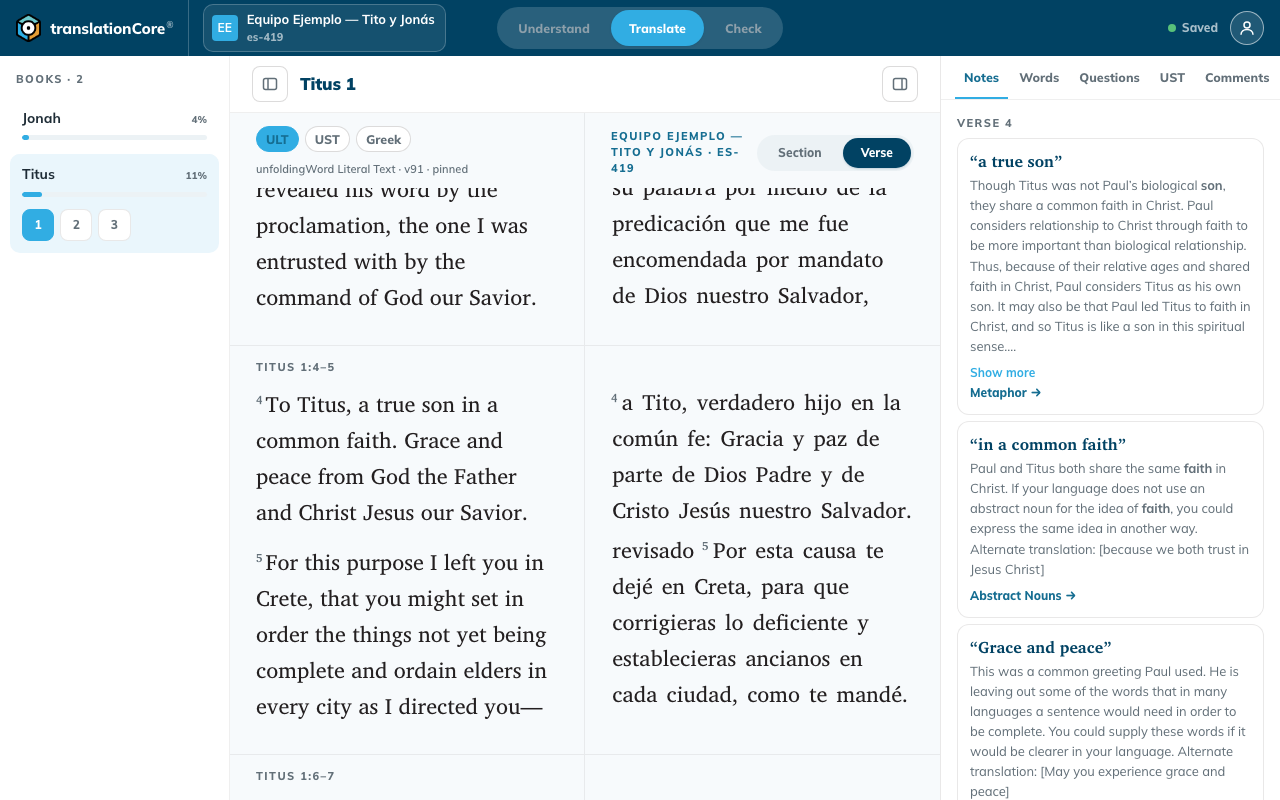 translationCore®
EE
Equipo Ejemplo — Tito y Jonás
es-419
Understand
Translate
Check
Saved
BOOKS · 2
Jonah
4%
Titus
11%
1
2
3
Titus 1
ULT
UST
Greek
unfoldingWord Literal Text · v91 · pinned
revealed his word by the
proclamation, the one I was
entrusted with by the
command of God our Savior.
TITUS 1:4–5
4 To Titus, a true son in a
common faith. Grace and
peace from God the Father
and Christ Jesus our Savior.
5 For this purpose I left you in
Crete, that you might set in
order the things not yet being
complete and ordain elders in
every city as I directed you—
TITUS 1:6–7
EQUIPO EJEMPLO —
TITO Y JONÁS · ES-
419
Section
Verse
su palabra por medio de la
predicación que me fue
encomendada por mandato
de Dios nuestro Salvador,
4 a Tito, verdadero hijo en la
común fe: Gracia y paz de
parte de Dios Padre y de
Cristo Jesús nuestro Salvador.
revisado 5 Por esta causa te
dejé en Creta, para que
corrigieras lo deficiente y
establecieras ancianos en
cada ciudad, como te mandé.
Notes
Words
Questions
UST
Comments
VERSE 4
“a true son”
Though Titus was not Paul’s biological son,
they share a common faith in Christ. Paul
considers relationship to Christ through faith to
be more important than biological relationship.
Thus, because of their relative ages and shared
faith in Christ, Paul considers Titus as his own
son. It may also be that Paul led Titus to faith in
Christ, and so Titus is like a son in this spiritual
sense....
Show more
Metaphor →
“in a common faith”
Paul and Titus both share the same faith in
Christ. If your language does not use an
abstract noun for the idea of faith, you could
express the same idea in another way.
Alternate translation: [because we both trust in
Jesus Christ]
Abstract Nouns →
“Grace and peace”
This was a common greeting Paul used. He is
leaving out some of the words that in many
languages a sentence would need in order to
be complete. You could supply these words if it
would be clearer in your language. Alternate
translation: [May you experience grace and
peace]